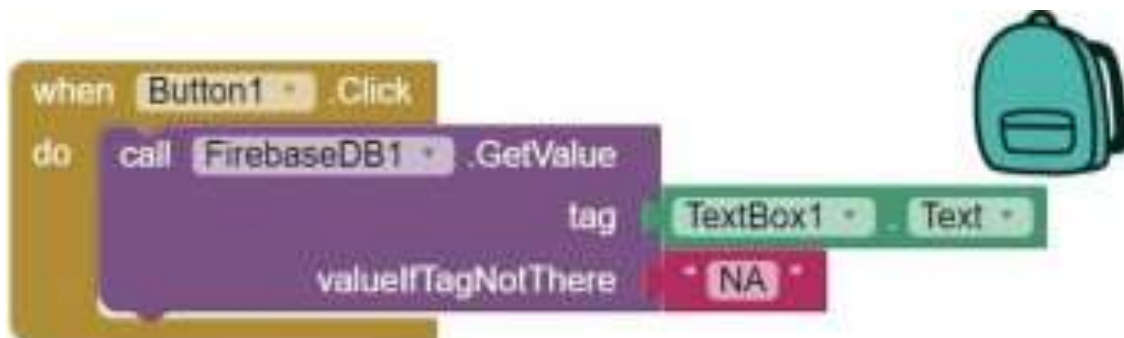 when Button1 .Click
do call FirebaseDB1 .GetValue
tag TextBox1 . Text
valueIfTagNotThere " NA "